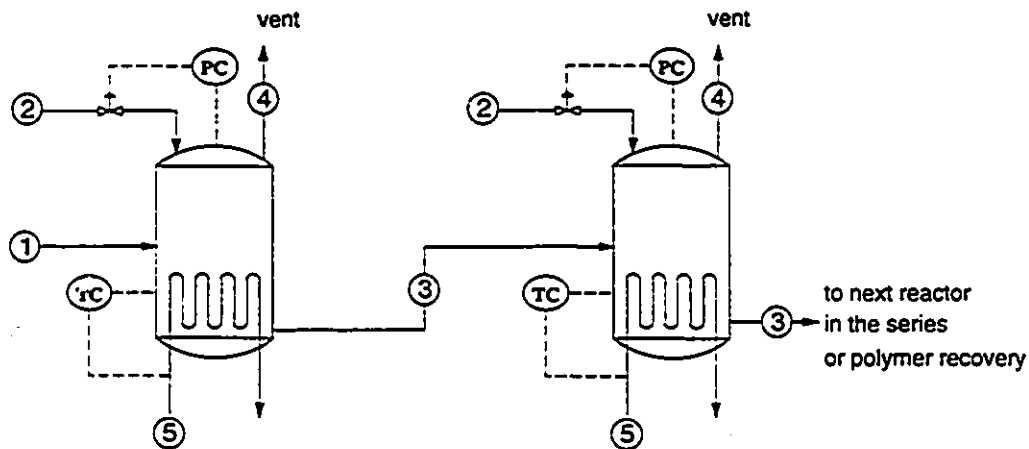 vent
vent
PC
PC
②
④
②
④
①
'rC
③
TC
③
to next reactor
in the series
or polymer recovery
⑤
⑤